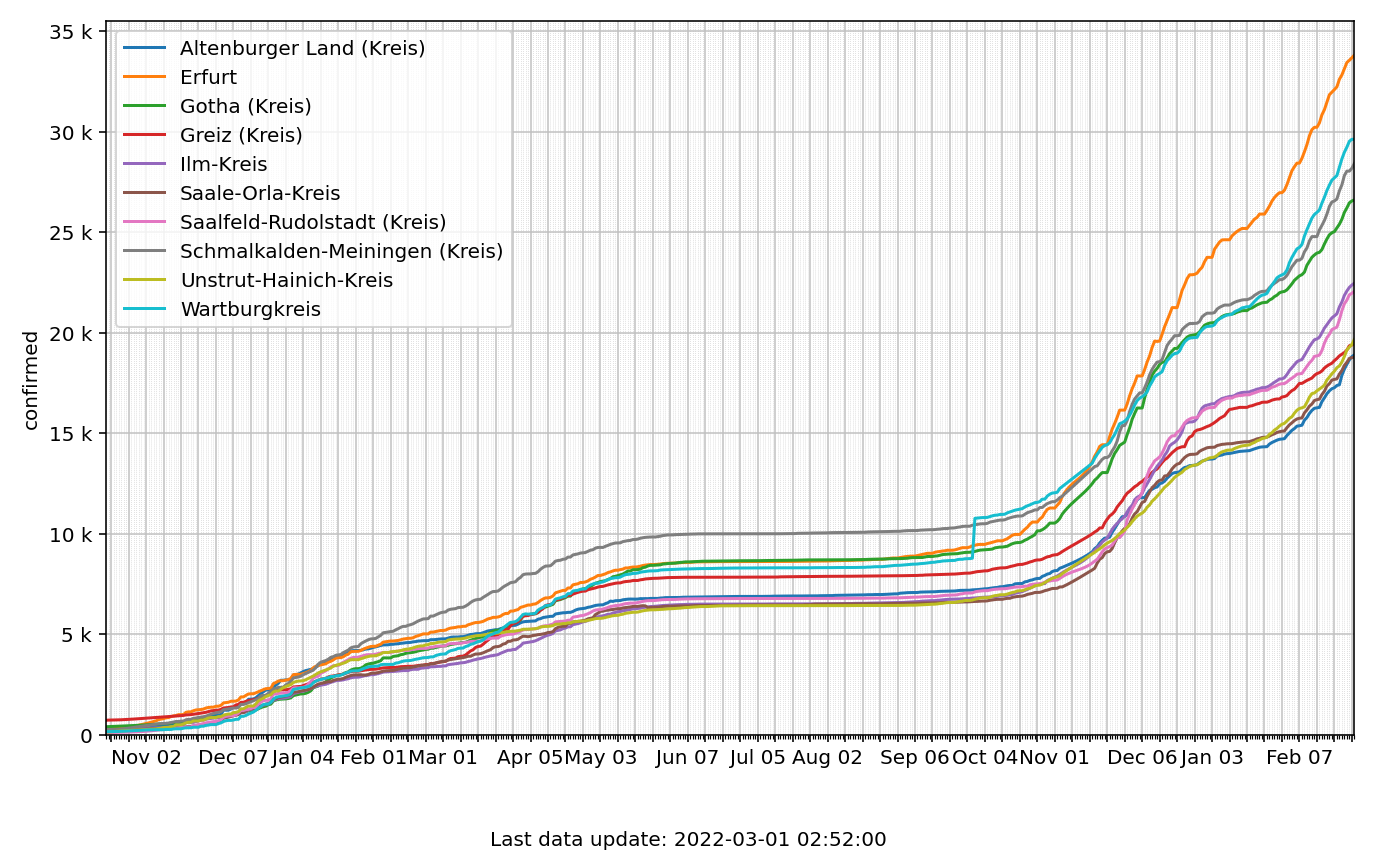 35 k
30 k
25 k
20 k
15 k
10 k
5 k
0
confirmed
Altenburger Land (Kreis)
Erfurt
Gotha (Kreis)
Greiz (Kreis)
Ilm-Kreis
Saale-Orla-Kreis
Saalfeld-Rudolstadt (Kreis)
Schmalkalden-Meiningen (Kreis)
Unstrut-Hainich-Kreis
Wartburgkreis
Nov 02 Dec 07 Jan 04 Feb 01 Mar 01 Apr 05 May 03 Jun 07 Jul 05 Aug 02 Sep 06 Oct 04 Nov 01 Dec 06 Jan 03 Feb 07
Last data update: 2022-03-01 02:52:00